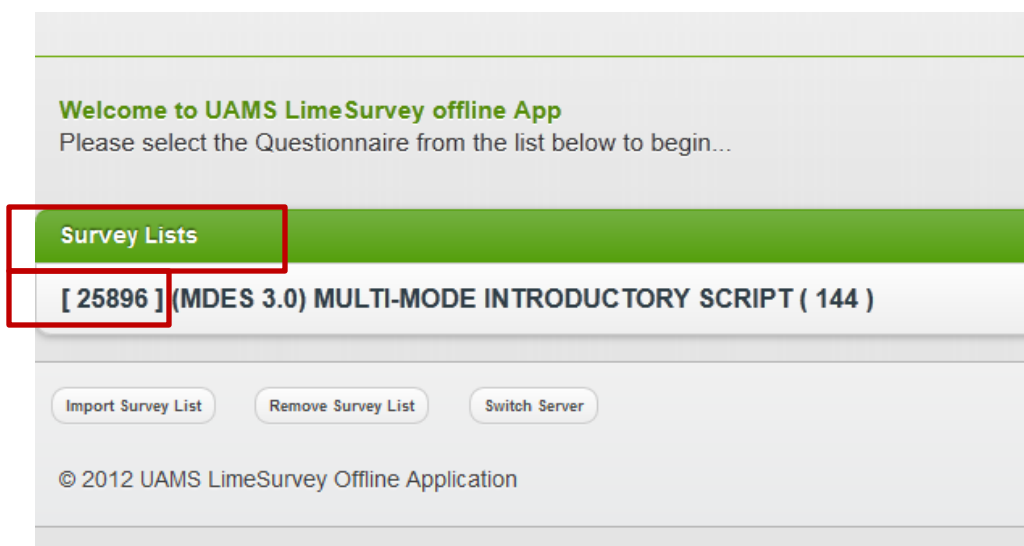 Welcome to UAMS LimeSurvey offline App
Please select the Questionnaire from the list below to begin...
Survey Lists
[ 25896 ] (MDES 3.0) MULTI-MODE INTRODUCTORY SCRIPT ( 144 )
Import Survey List Remove Survey List Switch Server
© 2012 UAMS LimeSurvey Offline Application